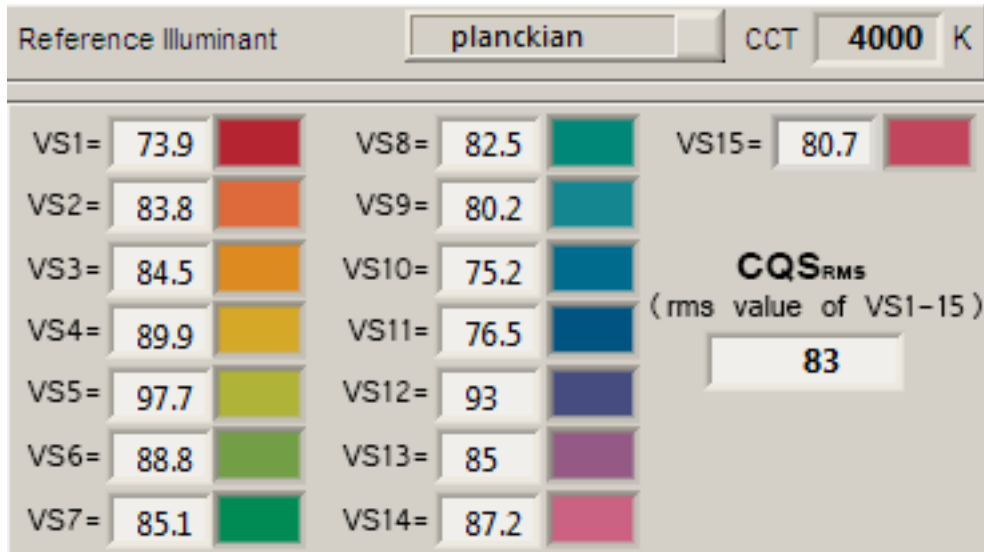 Reference Illuminant planckian CCT 4000 K
VS1= 73.9 VS8= 82.5 VS15= 80.7
VS2= 83.8 VS9= 80.2
VS3= 84.5 VS10= 75.2 CQSRMS
VS4= 89.9 VS11= 76.5 (rms value of VS1-15)
VS5= 97.7 VS12= 93 83
VS6= 88.8 VS13= 85
VS7= 85.1 VS14= 87.2